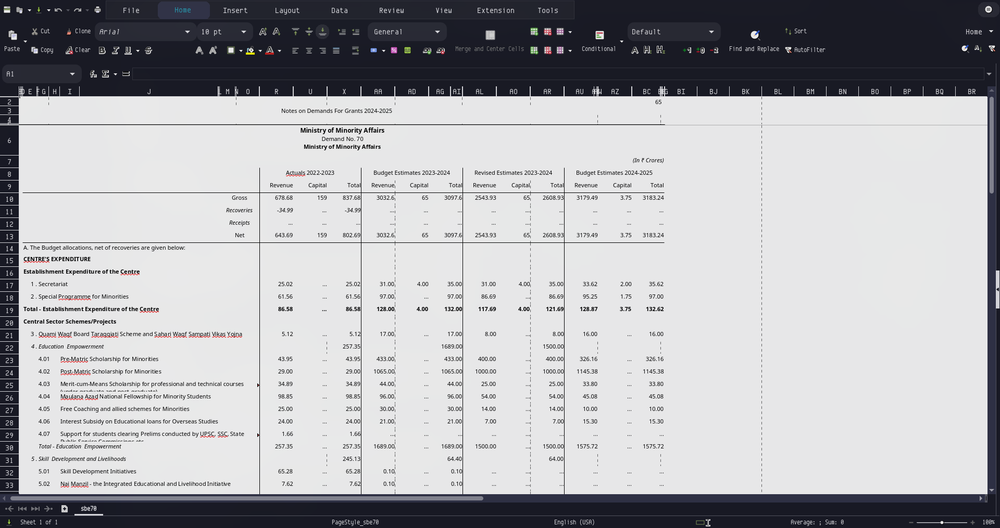 File Home Insert Layout Data Review View Extension Tools
Paste Cut Copy Clone Clear Arial 10 pt General Merge and Center Cells Conditional Default Find and Replace Sort AutoFilter Home
A1
E F G H I J L M N O R U X AA AD AG AI AL AO AR AU AZ BC BI BJ BK BL BM BN BO BP BQ BR
2 65
3 Notes on Demands For Grants 2024-2025
4
Ministry of Minority Affairs
6 Demand No. 70
Ministry of Minority Affairs
7 (In ₹ Crores)
8 Actuals 2022-2023 Budget Estimates 2023-2024 Revised Estimates 2023-2024 Budget Estimates 2024-2025
9 Revenue Capital Total Revenue Capital Total Revenue Capital Total Revenue Capital Total
10 Gross 678.68 159 837.68 3032.6 65 3097.6 2543.93 65 2608.93 3179.49 3.75 3183.24
11 Recoveries -34.99 ... -34.99 ... ... ... ... ... ... ... ... ...
12 Receipts ... ... ... ... ... ... ... ... ... ... ... ...
13 Net 643.69 159 802.69 3032.6 65 3097.6 2543.93 65 2608.93 3179.49 3.75 3183.24
14 A. The Budget allocations, net of recoveries are given below:
15 CENTRE'S EXPENDITURE
16 Establishment Expenditure of the Centre
17 1 . Secretariat 25.02 ... 25.02 31.00 4.00 35.00 31.00 4.00 35.00 33.62 2.00 35.62
18 2 . Special Programme for Minorities 61.56 ... 61.56 97.00 ... 97.00 86.69 ... 86.69 95.25 1.75 97.00
19 Total - Establishment Expenditure of the Centre 86.58 ... 86.58 128.00 4.00 132.00 117.69 4.00 121.69 128.87 3.75 132.62
20 Central Sector Schemes/Projects
21 3 . Quami Waqf Board Taraqqiati Scheme and Sahari Waqf Sampati Vikas Yojna 5.12 ... 5.12 17.00 ... 17.00 8.00 ... 8.00 16.00 ... 16.00
22 4 . Education Empowerment 257.35 1689.00 1500.00
23 4.01 Pre-Matric Scholarship for Minorities 43.95 ... 43.95 433.00 ... 433.00 400.00 ... 400.00 326.16 ... 326.16
24 4.02 Post-Matric Scholarship for Minorities 29.00 ... 29.00 1065.00 ... 1065.00 1000.00 ... 1000.00 1145.38 ... 1145.38
25 4.03 Merit-cum-Means Scholarship for professional and technical courses 34.89 ... 34.89 44.00 ... 44.00 25.00 ... 25.00 33.80 ... 33.80
(under graduate and post-graduate)
26 4.04 Maulana Azad National Fellowship for Minority Students 98.85 ... 98.85 96.00 ... 96.00 54.00 ... 54.00 45.08 ... 45.08
27 4.05 Free Coaching and allied schemes for Minorities 25.00 ... 25.00 30.00 ... 30.00 14.00 ... 14.00 10.00 ... 10.00
28 4.06 Interest Subsidy on Educational loans for Overseas Studies 24.00 ... 24.00 21.00 ... 21.00 7.00 ... 7.00 15.30 ... 15.30
29 4.07 Support for students clearing Prelims conducted by UPSC, SSC, State 1.66 ... 1.66 ... ... ... ... ... ... ... ... ...
Public Service Commissions etc.
30 Total - Education Empowerment 257.35 ... 257.35 1689.00 ... 1689.00 1500.00 ... 1500.00 1575.72 ... 1575.72
31 5 . Skill Development and Livelihoods 245.13 64.40 64.00
32 5.01 Skill Development Initiatives 65.28 ... 65.28 0.10 ... 0.10 ... ... ... ... ... ...
33 5.02 Nai Manzil - the Integrated Educational and Livelihood Initiative 7.62 ... 7.62 0.10 ... 0.10 ... ... ... ... ... ...
sbe70
Sheet 1 of 1 PageStyle_sbe70 English (USA) Average: ; Sum: 0 100%